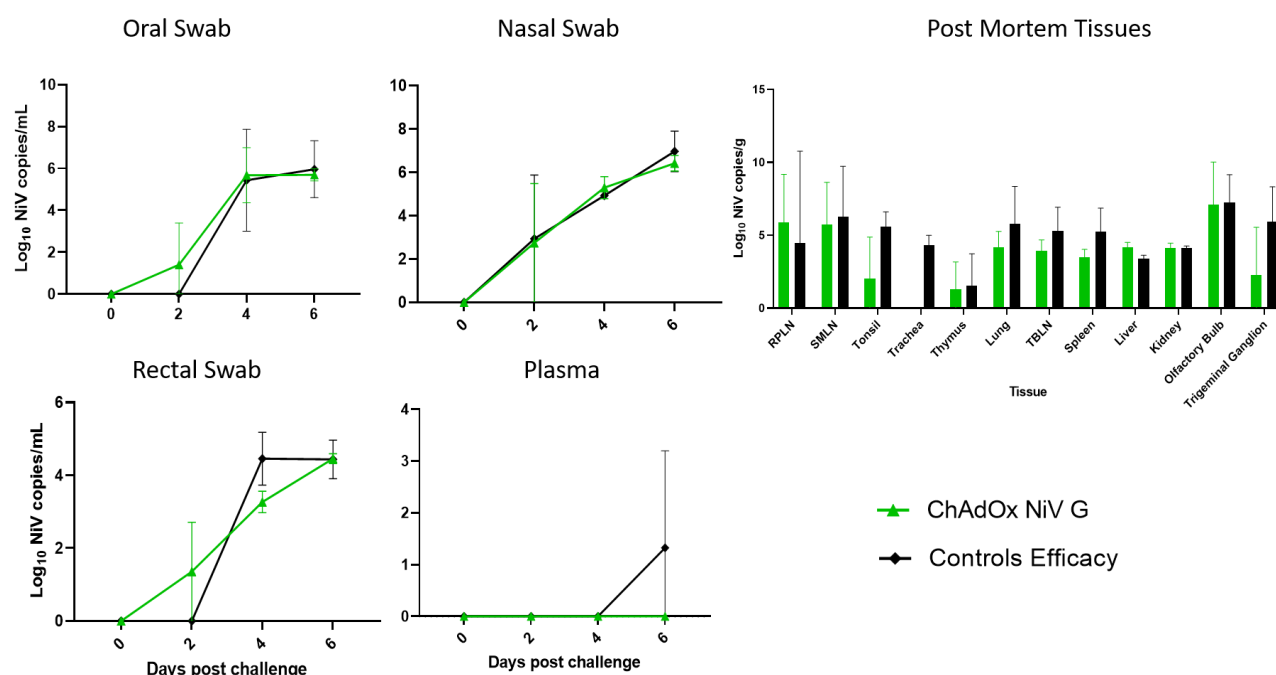 Oral Swab
Nasal Swab
Post Mortem Tissues
Log10 NiV copies/mL
10
8
6
4
2
0
0 2 4 6
10
8
6
4
2
0
0 2 4 6
Log10 NiV copies/g
15
10
5
0
RPLN
SMLN
Tonsil
Trachea
Thymus
Lung
TBLN
Spleen
Liver
Kidney
Olfactory Bulb
Trigeminal Ganglion
Tissue
Rectal Swab
Plasma
Log10 NiV copies/mL
6
4
2
0
0 2 4 6
Days post challenge
4
3
2
1
0
0 2 4 6
Days post challenge
ChAdOx NiV G
Controls Efficacy